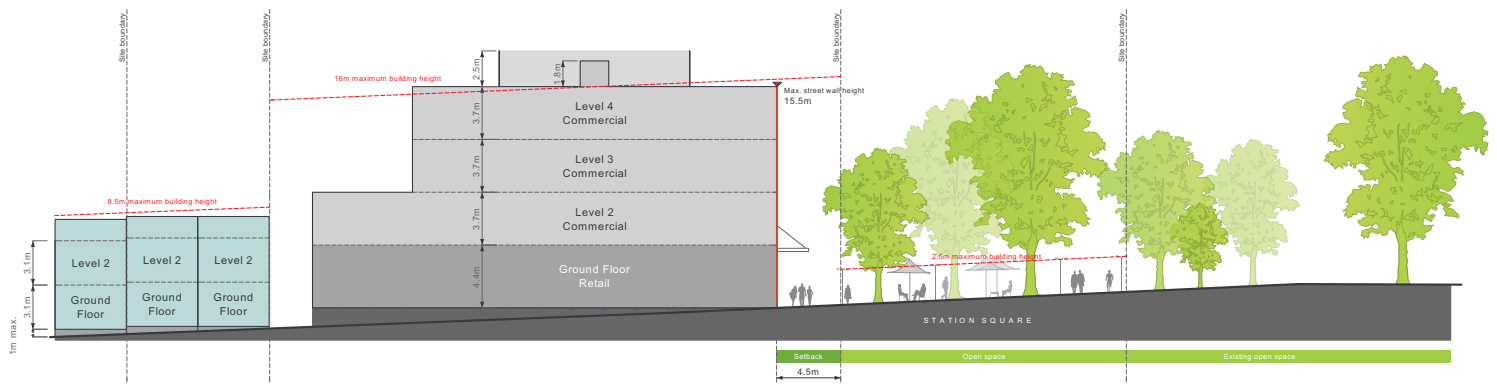 Site boundary
Site boundary
Site boundary
Site boundary
2.5m
1.8m
16m maximum building height
Max. street wall height
15.5m
3.7m
Level 4
Commercial
3.7m
Level 3
Commercial
8.5m maximum building height
3.7m
Level 2
Commercial
3.1m
Level 2
Level 2
Level 2
2.5m maximum building height
4.4m
Ground Floor
Retail
3.1m
Ground
Floor
Ground
Floor
Ground
Floor
1m max.
STATION SQUARE
Setback
Open space
Existing open space
4.5m